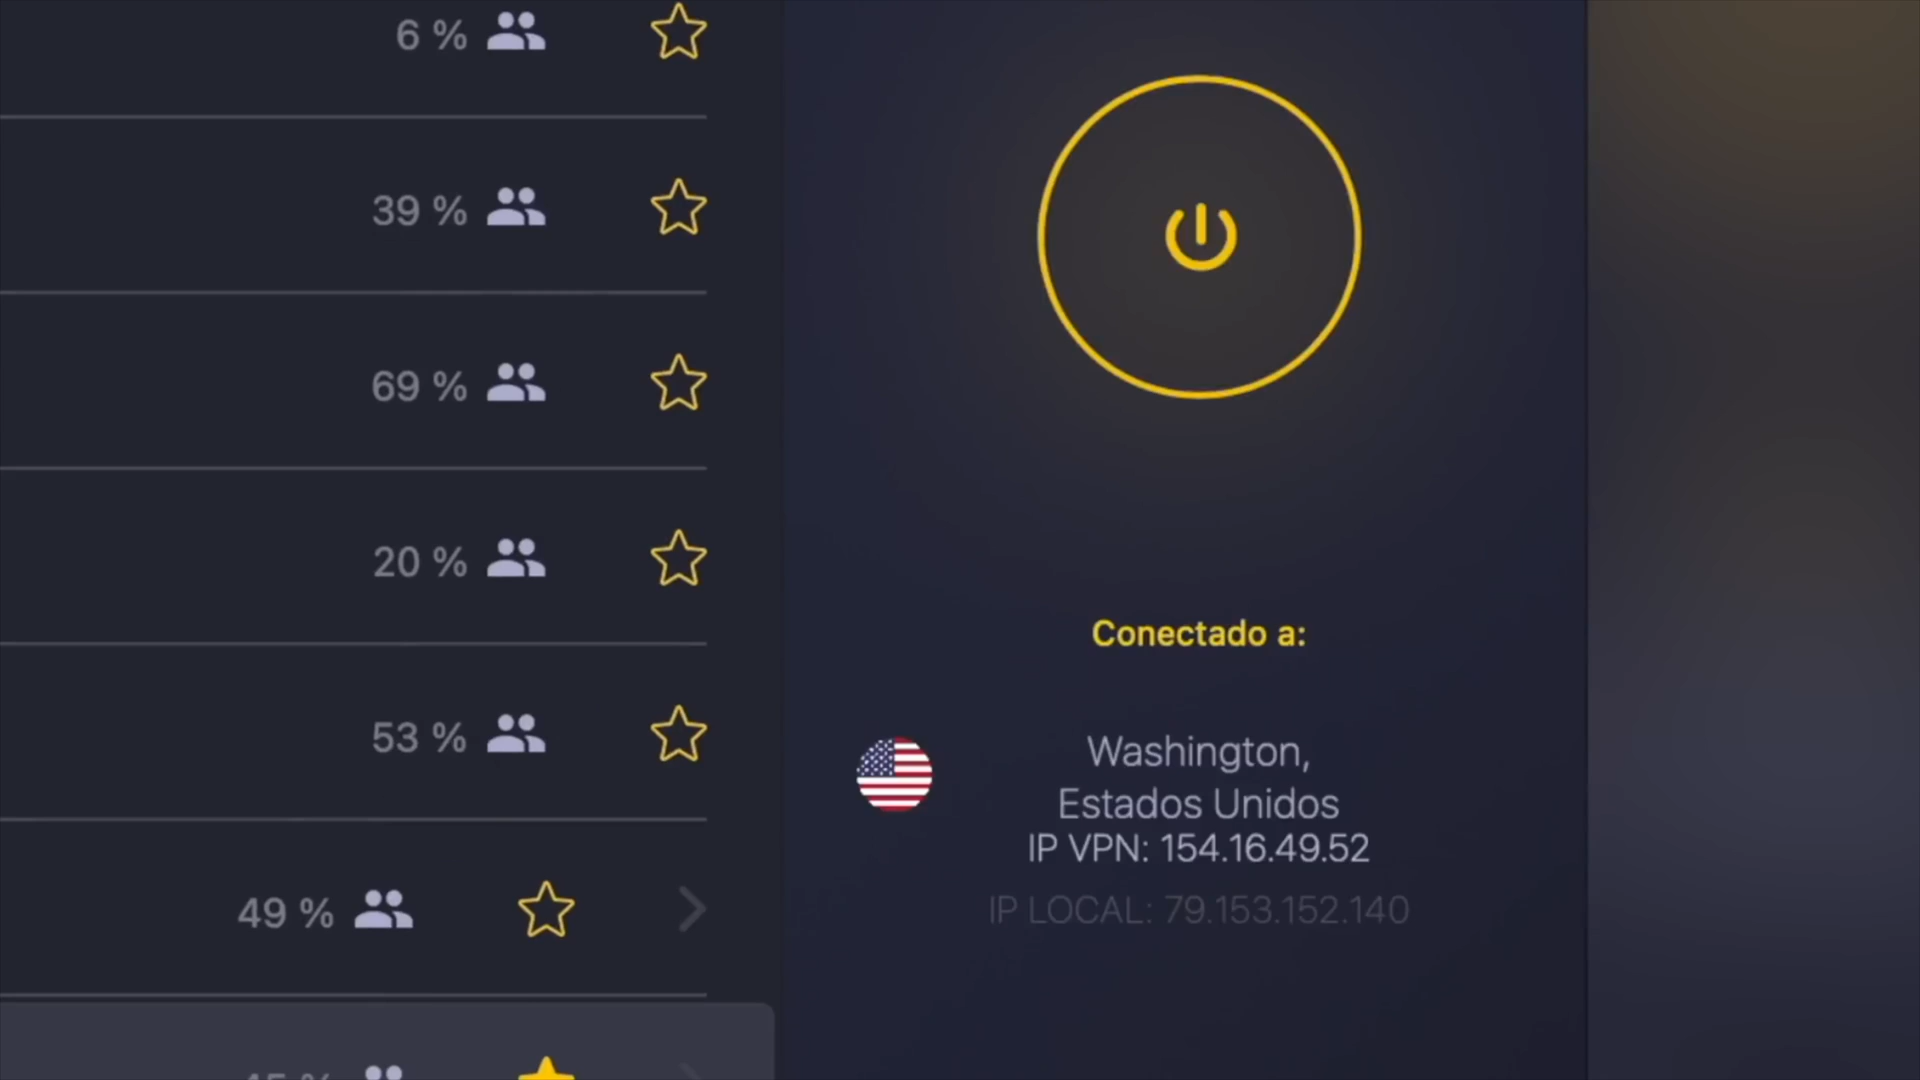 6 %
39 %
69 %
20 %
53 %
49 %
45 %
Conectado a:
Washington,
Estados Unidos
IP VPN: 154.16.49.52
IP LOCAL: 79.153.152.140